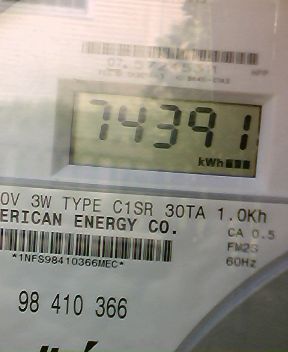 74391
kWh
0V 3W TYPE C1SR 30TA 1.0Kh
ERICAN ENERGY CO.
CA 0.5
FM2S
60Hz
*1NFS98410366MEC*
98 410 366